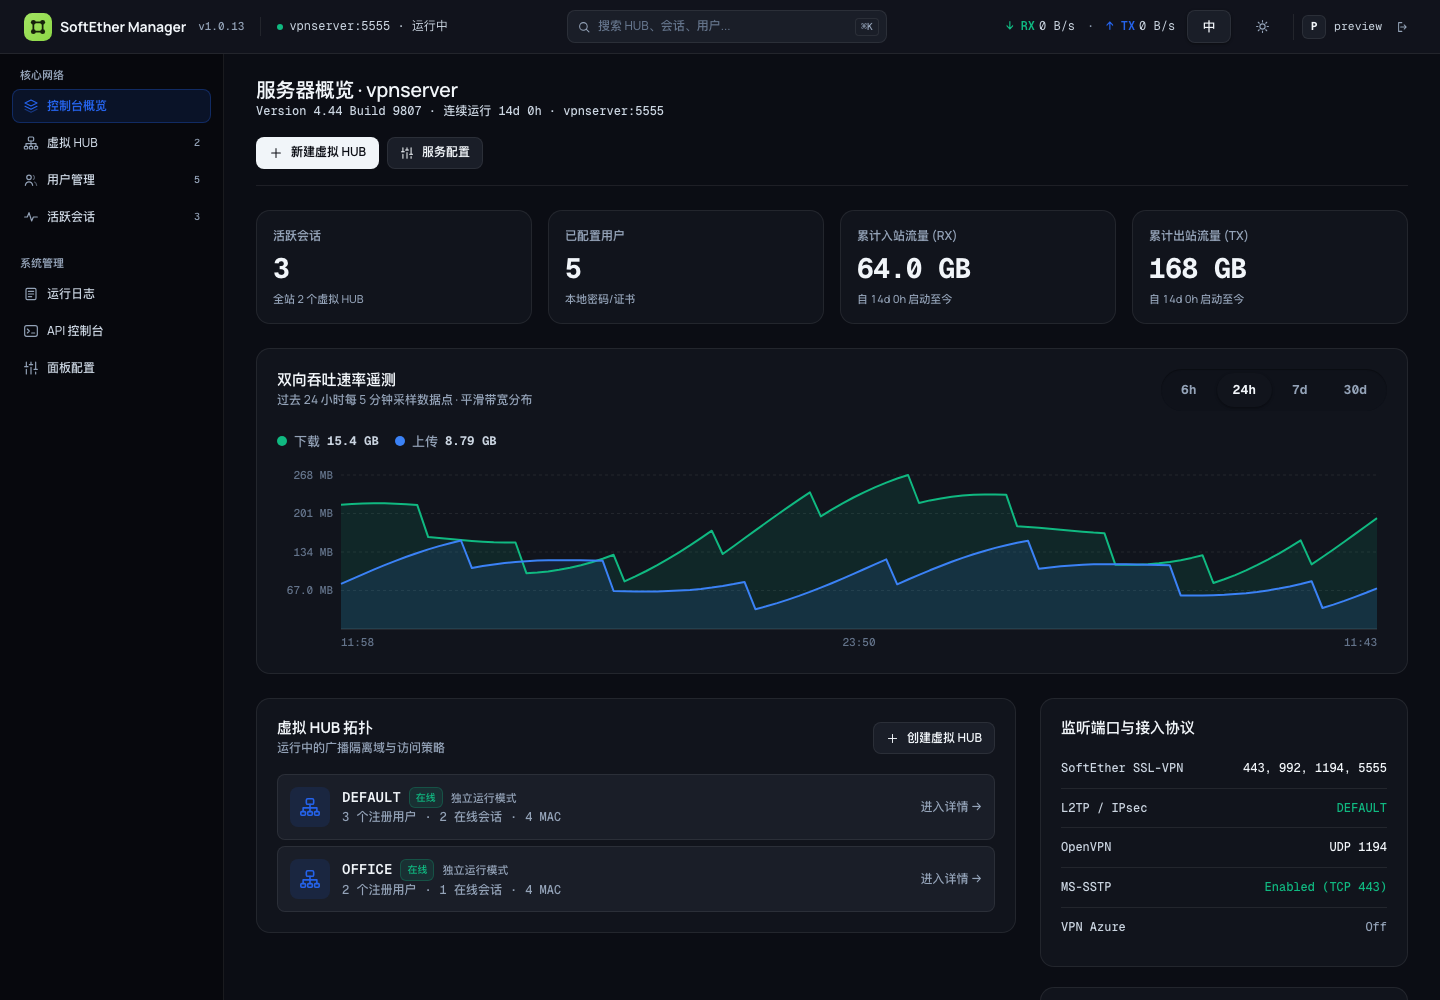 SoftEther Manager v1.0.13 vpnserver:5555 · 运行中 搜索 HUB、会话、用户... ⌘K ↓ RX 0 B/s · ↑ TX 0 B/s 中 P preview
核心网络
控制台概览
虚拟 HUB 2
用户管理 5
活跃会话 3
系统管理
运行日志
API 控制台
面板配置
服务器概览 · vpnserver
Version 4.44 Build 9807 · 连续运行 14d 0h · vpnserver:5555
新建虚拟 HUB 服务配置
活跃会话
3
全站 2 个虚拟 HUB
已配置用户
5
本地密码/证书
累计入站流量 (RX)
64.0 GB
自 14d 0h 启动至今
累计出站流量 (TX)
168 GB
自 14d 0h 启动至今
双向吞吐速率遥测
过去 24 小时每 5 分钟采样数据点 · 平滑带宽分布
6h 24h 7d 30d
下载 15.4 GB 上传 8.79 GB
268 MB
201 MB
134 MB
67.0 MB
11:58 23:50 11:43
虚拟 HUB 拓扑
运行中的广播隔离域与访问策略
创建虚拟 HUB
DEFAULT 在线 独立运行模式
3 个注册用户 · 2 在线会话 · 4 MAC
进入详情 →
OFFICE 在线 独立运行模式
2 个注册用户 · 1 在线会话 · 4 MAC
进入详情 →
监听端口与接入协议
SoftEther SSL-VPN 443, 992, 1194, 5555
L2TP / IPsec DEFAULT
OpenVPN UDP 1194
MS-SSTP Enabled (TCP 443)
VPN Azure Off